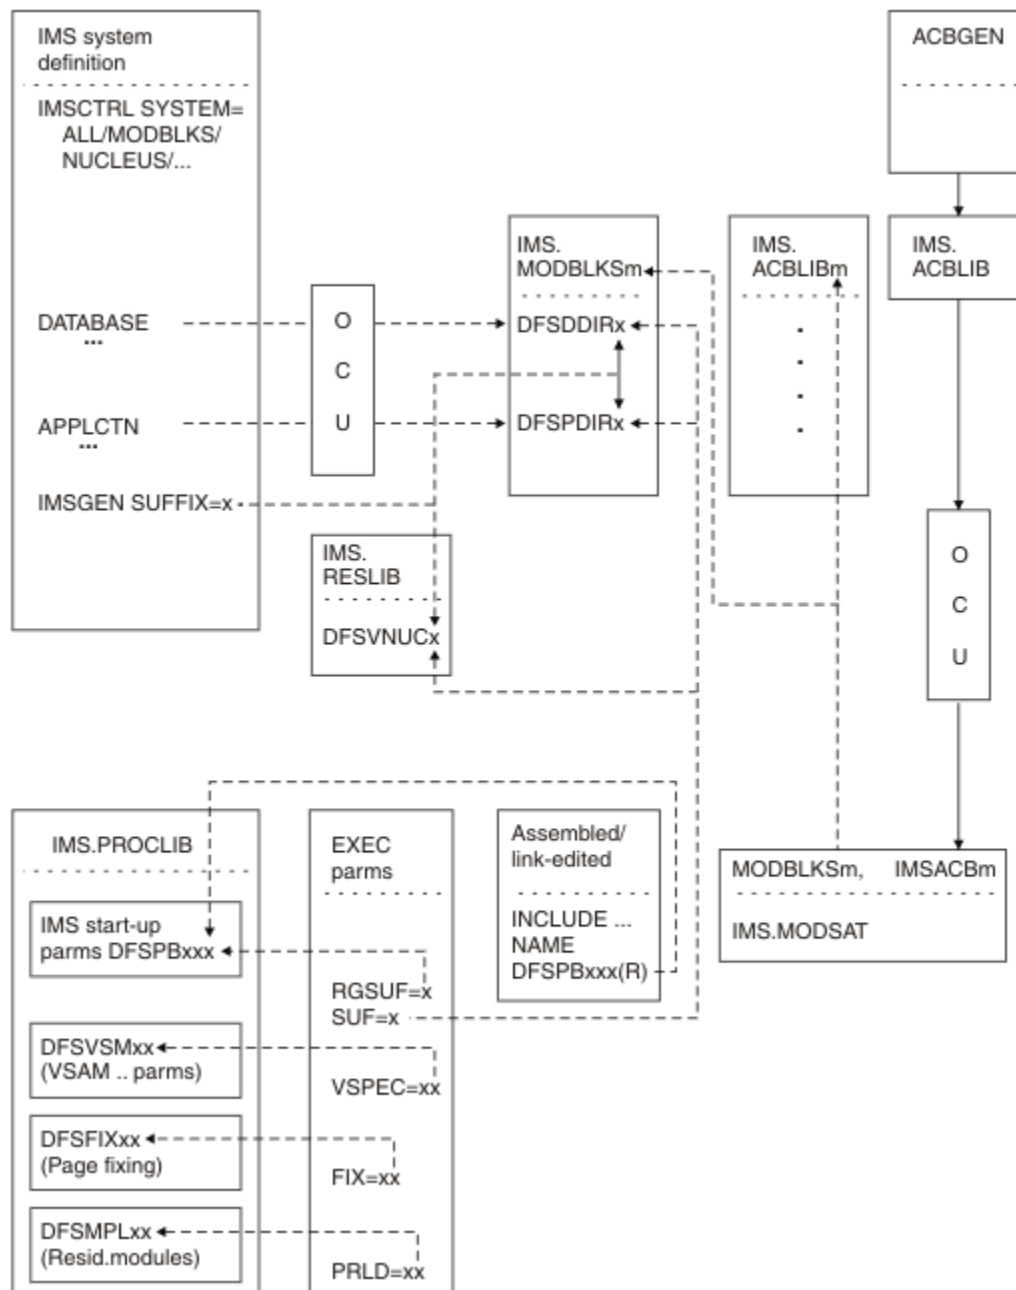 IMS system
definition
IMSCTRL SYSTEM=
ALL/MODBLKS/
NUCLEUS/...
DATABASE
...
APPLCTN
...
IMSGEN SUFFIX=x
O
C
U
IMS.
MODBLKSm
DFSDDIRx
DFSPDIRx
IMS.
ACBLIBm
ACBGEN
IMS.
ACBLIB
O
C
U
IMS.
RESLIB
DFSVNUCx
IMS.PROCLIB
IMS start-up
parms DFSPBxxx
DFSVSMxx
(VSAM .. parms)
DFSFIXxx
(Page fixing)
DFSMPLxx
(Resid.modules)
EXEC
parms
RGSUF=x
SUF=x
VSPEC=xx
FIX=xx
PRLD=xx
Assembled/
link-edited
INCLUDE ...
NAME
DFSPBxxx(R)
MODBLKSm, IMSACBm
IMS.MODSAT